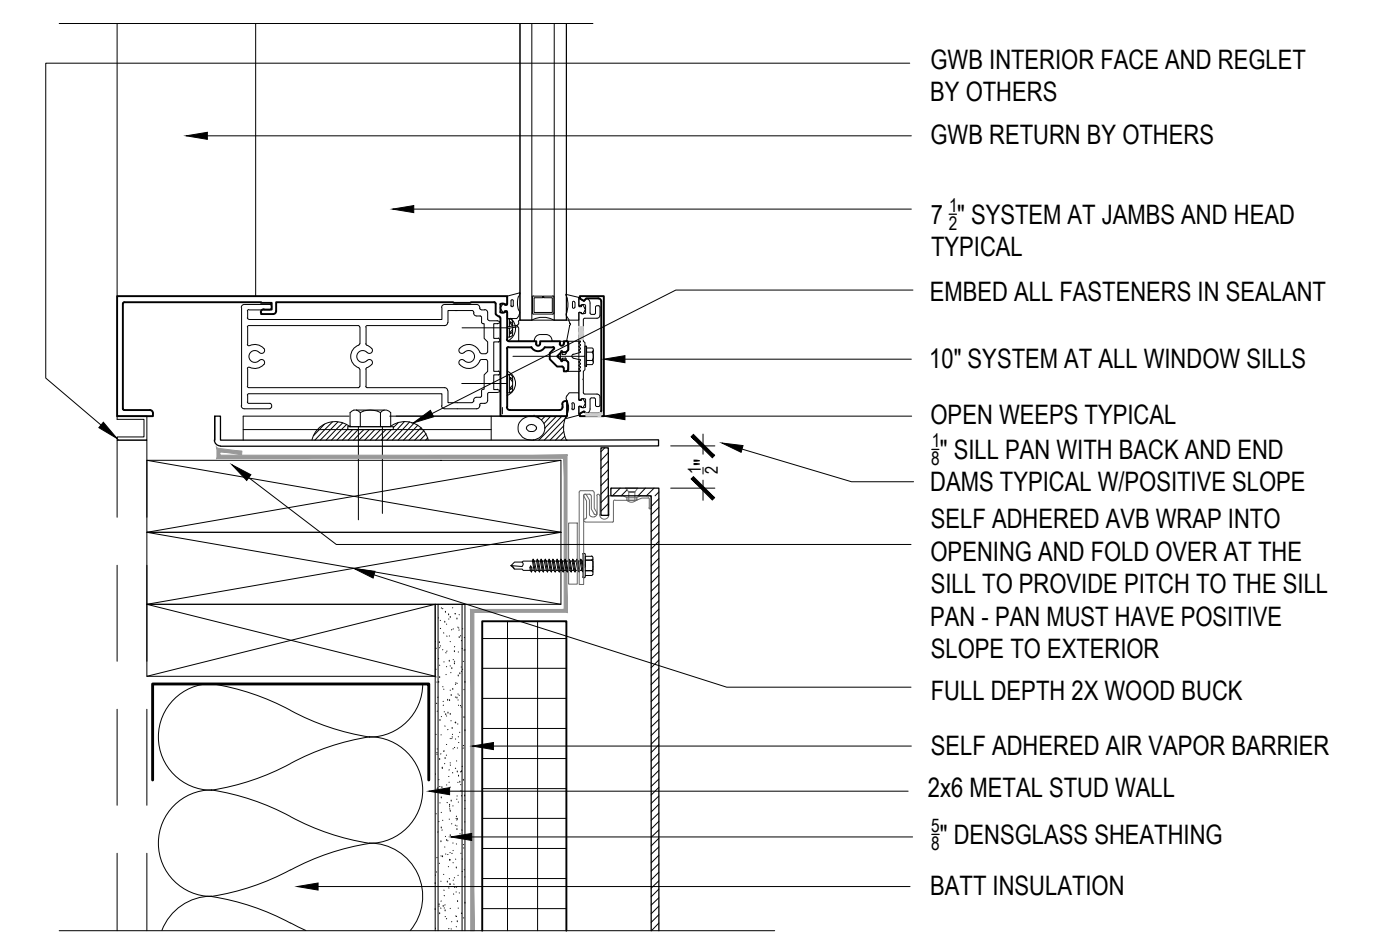 GWB INTERIOR FACE AND REGLET
BY OTHERS
GWB RETURN BY OTHERS
7 1/2" SYSTEM AT JAMBS AND HEAD
TYPICAL
EMBED ALL FASTENERS IN SEALANT
10" SYSTEM AT ALL WINDOW SILLS
OPEN WEEPS TYPICAL
1/8" SILL PAN WITH BACK AND END
DAMS TYPICAL W/POSITIVE SLOPE
1/2"
SELF ADHERED AVB WRAP INTO
OPENING AND FOLD OVER AT THE
SILL TO PROVIDE PITCH TO THE SILL
PAN - PAN MUST HAVE POSITIVE
SLOPE TO EXTERIOR
FULL DEPTH 2X WOOD BUCK
SELF ADHERED AIR VAPOR BARRIER
2x6 METAL STUD WALL
5/8" DENSGLASS SHEATHING
BATT INSULATION